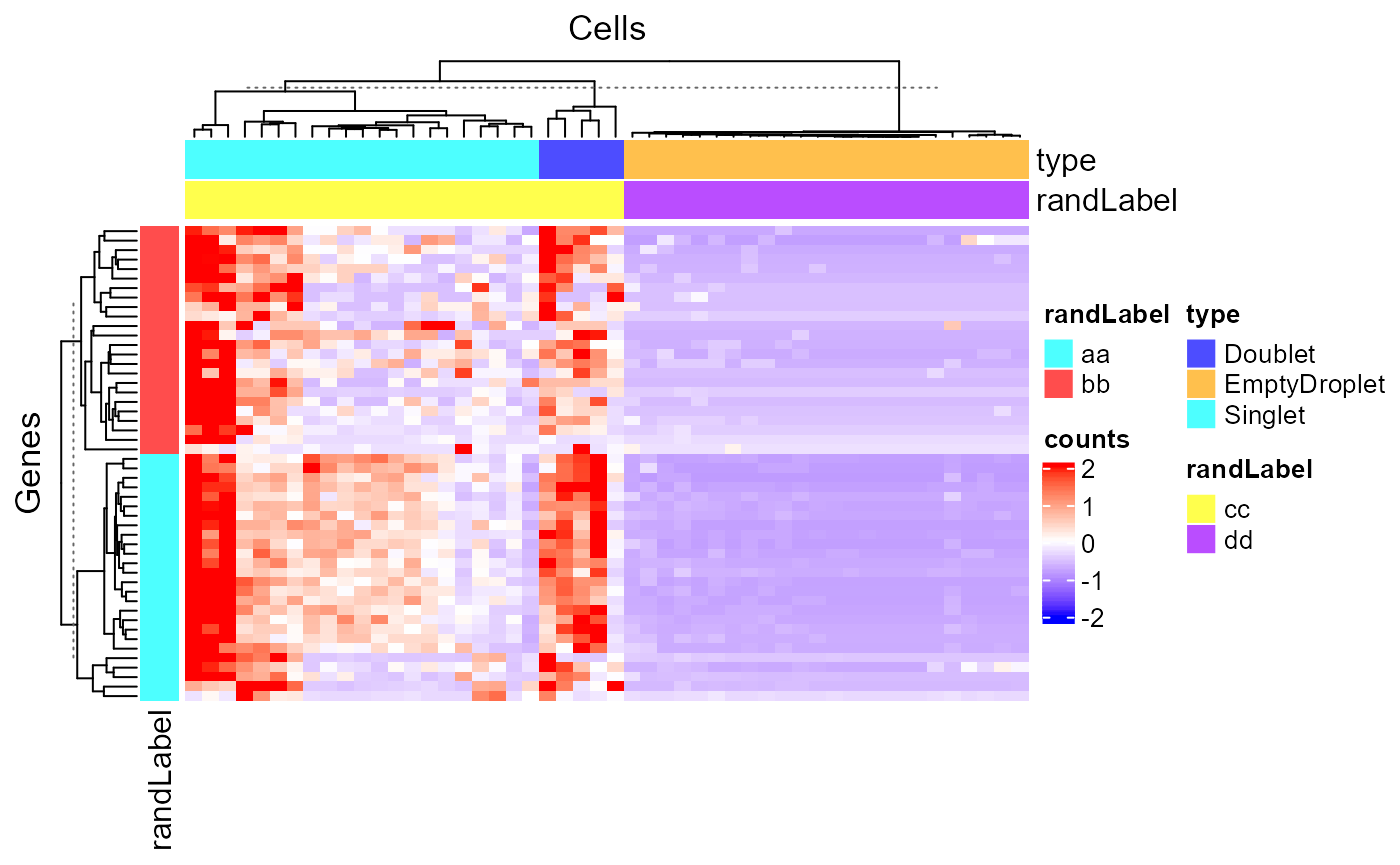 Cells
type
randLabel
Genes
randLabel
randLabel
aa
bb
counts
2
1
0
-1
-2
type
Doublet
EmptyDroplet
Singlet
randLabel
cc
dd